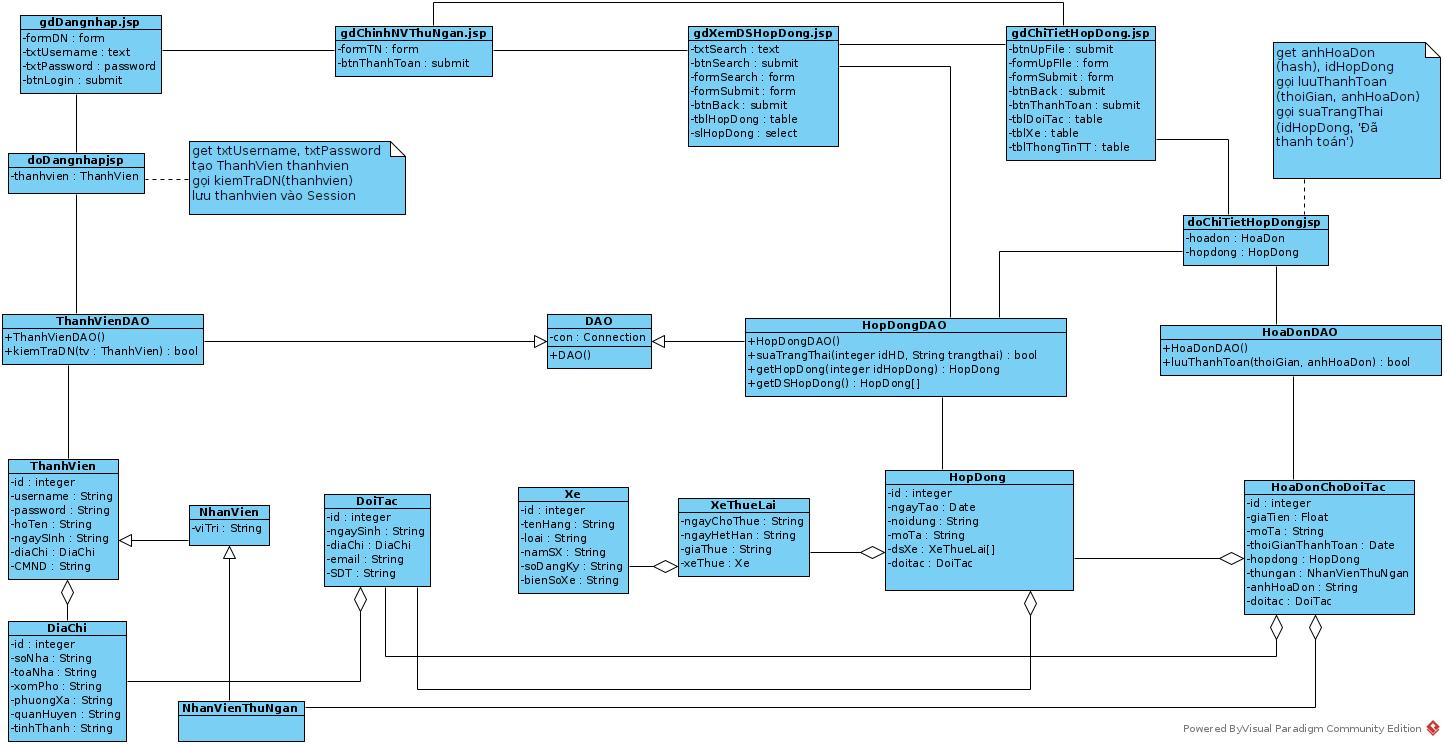 gdDangnhap.jsp
-formDN : form
-txtUsername : text
-txtPassword : password
-btnLogin : submit
gdChinhNVThuNgan.jsp
-formTN : form
-btnThanhToan : submit
gdXemDSHopDong.jsp
-txtSearch : text
-btnSearch : submit
-formSearch : form
-formSubmit : form
-btnBack : submit
-tblHopDong : table
-slHopDong : select
gdChiTietHopDong.jsp
-btnUpFile : submit
-formUpFIle : form
-formSubmit : form
-btnBack : submit
-btnThanhToan : submit
-tblDoiTac : table
-tblXe : table
-tblThongTinTT : table
get anhHoaDon
(hash), idHopDong
gọi luuThanhToan
(thoiGian, anhHoaDon)
gọi suaTrangThai
(idHopDong, 'Đã
thanh toán')
doDangnhapjsp
-thanhvien : ThanhVien
get txtUsername, txtPassword
tạo ThanhVien thanhvien
gọi kiemTraDN(thanhvien)
lưu thanhvien vào Session
doChiTietHopDongjsp
-hoadon : HoaDon
-hopdong : HopDong
ThanhVienDAO
+ThanhVienDAO()
+kiemTraDN(tv : ThanhVien) : bool
DAO
-con : Connection
+DAO()
HopDongDAO
+HopDongDAO()
+suaTrangThai(integer idHD, String trangthai) : bool
+getHopDong(integer idHopDong) : HopDong
+getDSHopDong() : HopDong[]
HoaDonDAO
+HoaDonDAO()
+luuThanhToan(thoiGian, anhHoaDon) : bool
ThanhVien
-id : integer
-username : String
-password : String
-hoTen : String
-ngaySInh : String
-diaChi : DiaChi
-CMND : String
NhanVien
-viTri : String
DoiTac
-id : integer
-ngaySinh : String
-diaChi : DiaChi
-email : String
-SDT : String
Xe
-id : integer
-tenHang : String
-loai : String
-namSX : String
-soDangKy : String
-bienSoXe : String
XeThueLai
-ngayChoThue : String
-ngayHetHan : String
-giaThue : String
-xeThue : Xe
HopDong
-id : integer
-ngayTao : Date
-noidung : String
-moTa : String
-dsXe : XeThueLai[]
-doitac : DoiTac
HoaDonChoDoiTac
-id : integer
-giaTien : Float
-moTa : String
-thoiGianThanhToan : Date
-hopdong : HopDong
-thungan : NhanVienThuNgan
-anhHoaDon : String
-doitac : DoiTac
DiaChi
-id : integer
-soNha : String
-toaNha : String
-xomPho : String
-phuongXa : String
-quanHuyen : String
-tinhThanh : String
NhanVienThuNgan
Powered ByVisual Paradigm Community Edition